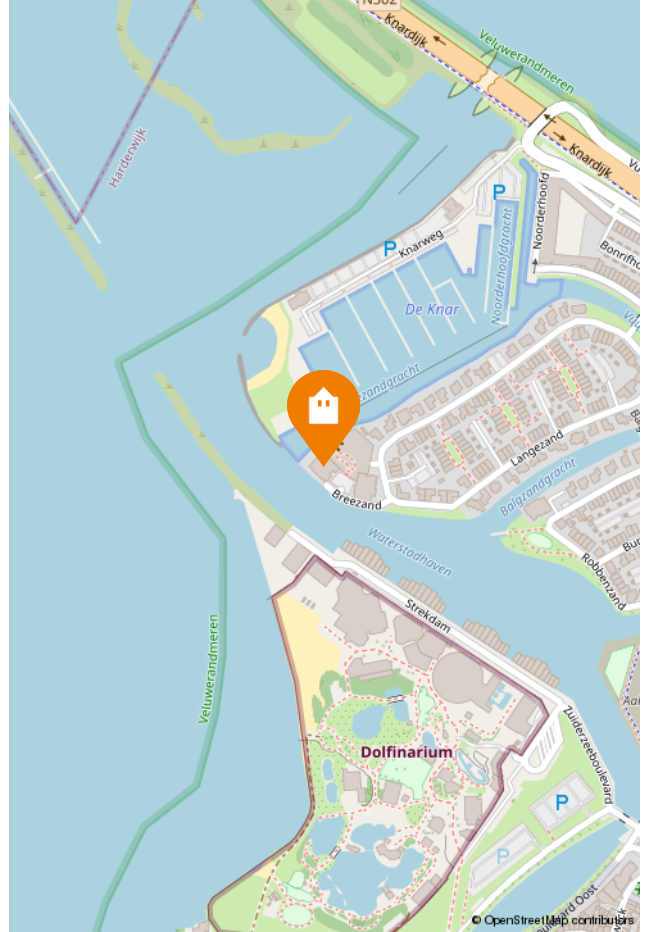 N302
Knardijk
Veluwerandmeren
Harderwijk
Knardijk
P
Noorderhoofd
Knarweg
P
Noorderhoofdgracht
De Knar
Langezand
Balgzandgracht
Breezand
Waterstadhaven
Robbenzand
Strekdam
Veluwerandmeren
Dolfinarium
Zuiderzeeboulevard
P
P
© OpenStreetMap contributors